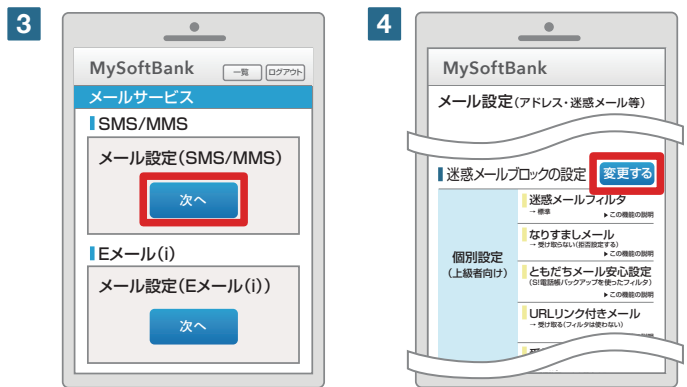 3
MySoftBank
一覧 ログアウト
メールサービス
SMS/MMS
メール設定(SMS/MMS)
次へ
Eメール(i)
メール設定(Eメール(i))
次へ
4
MySoftBank
メール設定(アドレス・迷惑メール等)
迷惑メールブロックの設定 変更する
個別設定
(上級者向け)
迷惑メールフィルタ
→ 標準
▶この機能の説明
なりすましメール
→ 受け取らない(拒否設定する)
▶この機能の説明
ともだちメール安心設定
(S!電話帳バックアップを使ったフィルタ)
▶この機能の説明
URLリンク付きメール
→ 受け取る(フィルタは使わない)